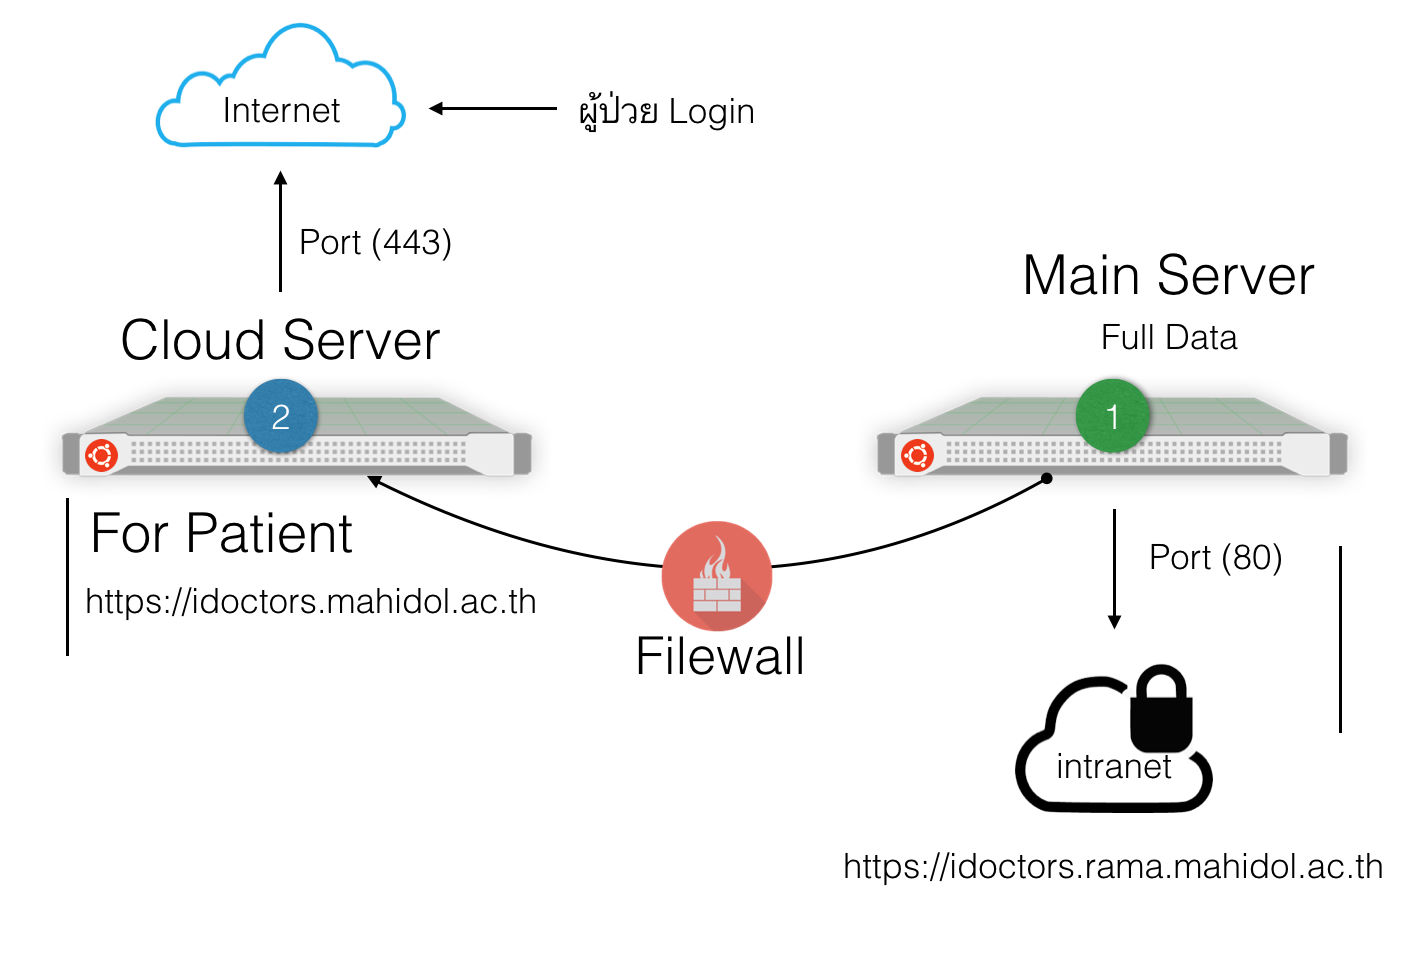 Internet
ผู้ป่วย Login
Port (443)
Cloud Server
2
For Patient
https://idoctors.mahidol.ac.th
Main Server
Full Data
1
Port (80)
Filewall
intranet
https://idoctors.rama.mahidol.ac.th